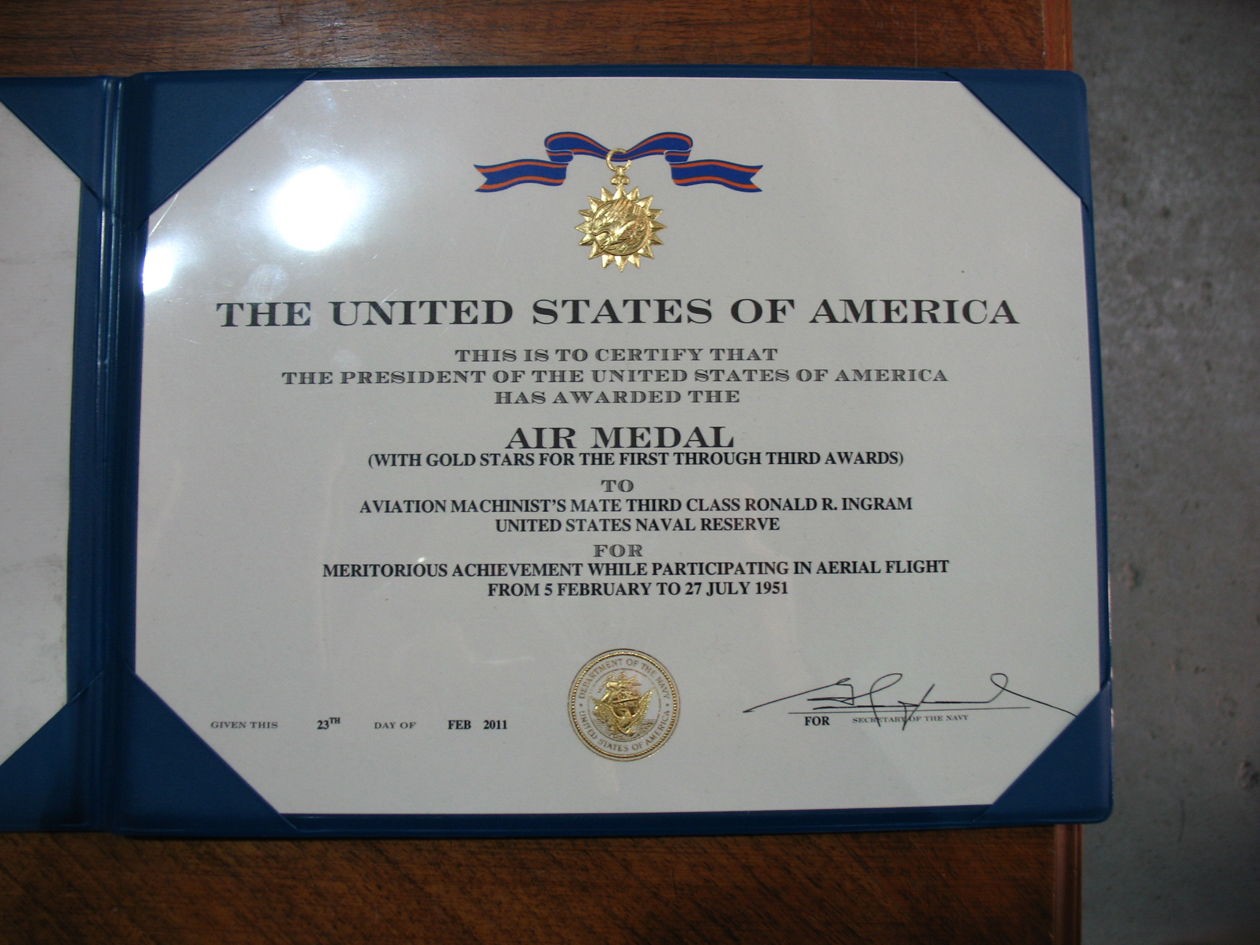 THE UNITED STATES OF AMERICA
THIS IS TO CERTIFY THAT
THE PRESIDENT OF THE UNITED STATES OF AMERICA
HAS AWARDED THE
AIR MEDAL
(WITH GOLD STARS FOR THE FIRST THROUGH THIRD AWARDS)
TO
AVIATION MACHINIST'S MATE THIRD CLASS RONALD R. INGRAM
UNITED STATES NAVAL RESERVE
FOR
MERITORIOUS ACHIEVEMENT WHILE PARTICIPATING IN AERIAL FLIGHT
FROM 5 FEBRUARY TO 27 JULY 1951
DEPARTMENT OF THE NAVY
UNITED STATES OF AMERICA
GIVEN THIS 23TH DAY OF FEB 2011
FOR SECRETARY OF THE NAVY